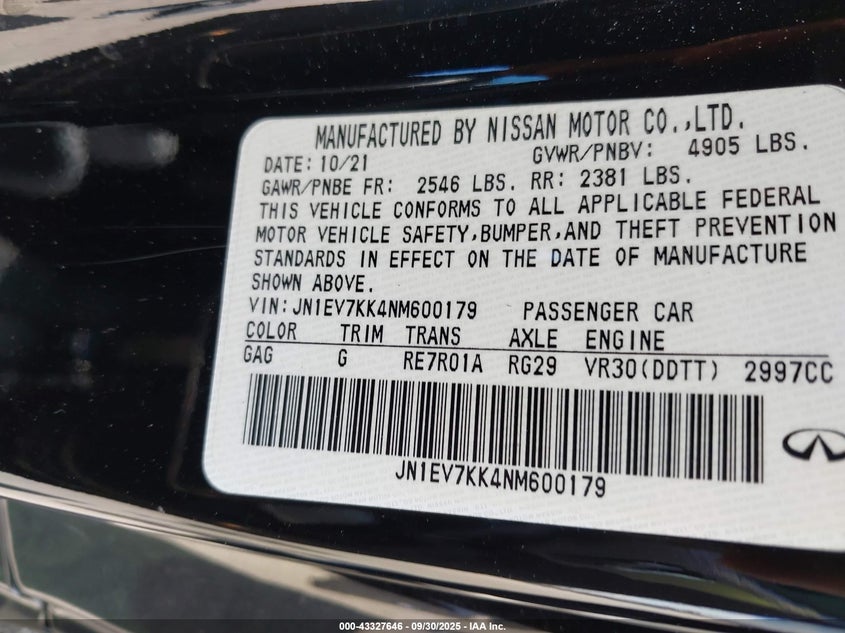 MANUFACTURED BY NISSAN MOTOR CO.,LTD.
DATE: 10/21 GVWR/PNBV: 4905 LBS.
GAWR/PNBE FR: 2546 LBS. RR: 2381 LBS.
THIS VEHICLE CONFORMS TO ALL APPLICABLE FEDERAL
MOTOR VEHICLE SAFETY,BUMPER,AND THEFT PREVENTION
STANDARDS IN EFFECT ON THE DATE OF MANUFACTURE
SHOWN ABOVE.
VIN:JN1EV7KK4NM600179 PASSENGER CAR
COLOR TRIM TRANS AXLE ENGINE
GAG G RE7R01A RG29 VR30(DDTT) 2997CC
JN1EV7KK4NM600179
000-43327646 - 09/30/2025 - IAA Inc.